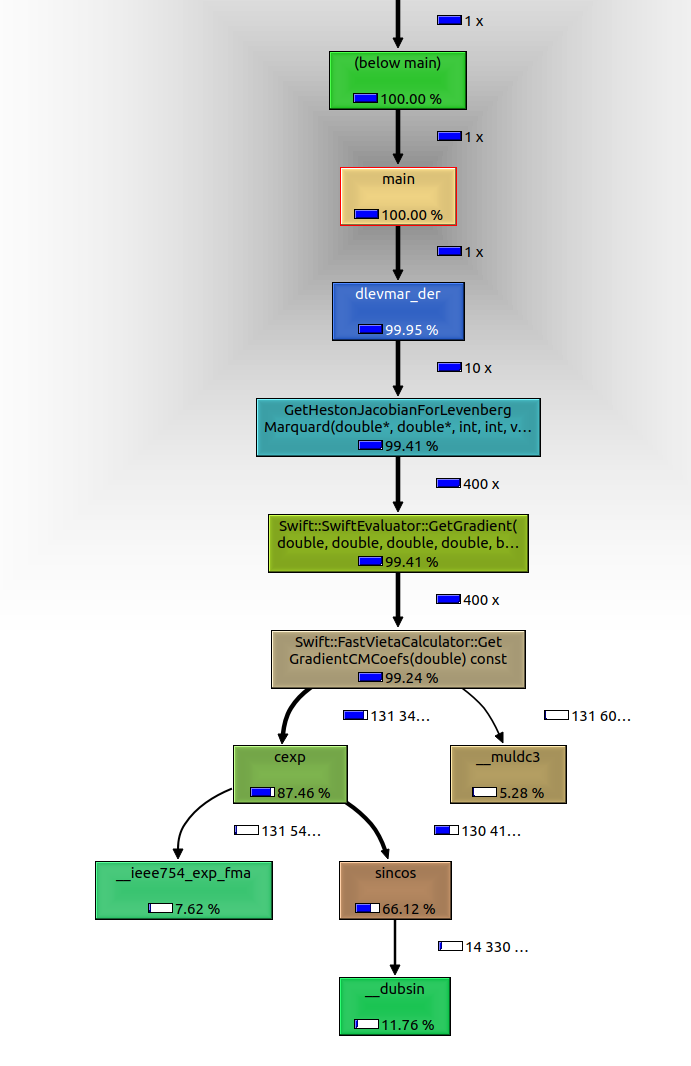 1 x
(below main)
100.00 %
1 x
main
100.00 %
1 x
dlevmar_der
99.95 %
10 x
GetHestonJacobianForLevenberg
Marquard(double*, double*, int, int, v...
99.41 %
400 x
Swift::SwiftEvaluator::GetGradient(
double, double, double, double, b...
99.41 %
400 x
Swift::FastVietaCalculator::Get
GradientCMCoefs(double) const
99.24 %
131 34...
131 60...
cexp
87.46 %
__muldc3
5.28 %
131 54...
130 41...
__ieee754_exp_fma
7.62 %
sincos
66.12 %
14 330 ...
__dubsin
11.76 %